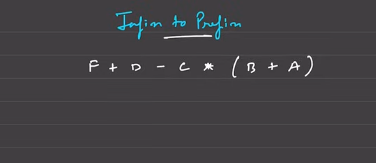 Infix to Prefix
F + D - C * ( B + A )